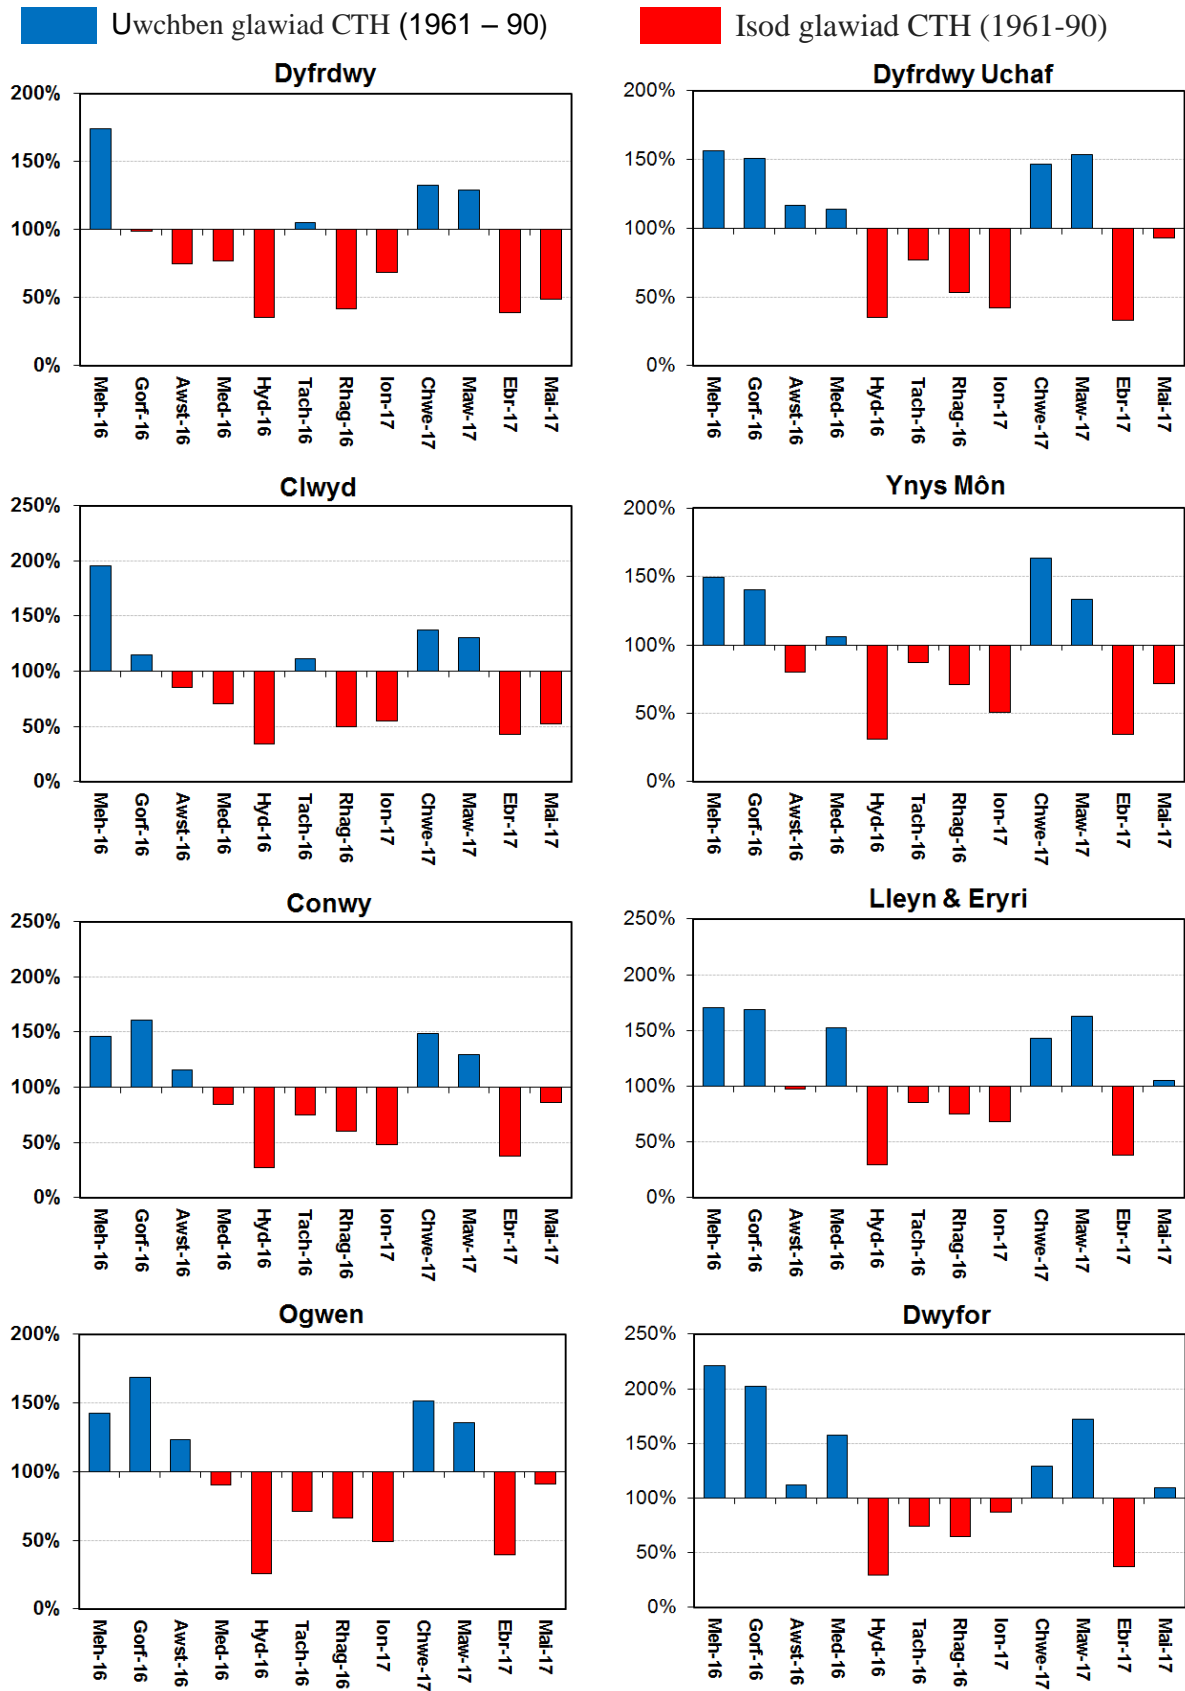 Uwchben glawiad CTH (1961 – 90)
Isod glawiad CTH (1961-90)
Dyfrdwy
200%
150%
100%
50%
0%
Meh-16
Gorf-16
Awst-16
Med-16
Hyd-16
Tach-16
Rhag-16
Ion-17
Chwe-17
Maw-17
Ebr-17
Mai-17
Dyfrdwy Uchaf
200%
150%
100%
50%
0%
Meh-16
Gorf-16
Awst-16
Med-16
Hyd-16
Tach-16
Rhag-16
Ion-17
Chwe-17
Maw-17
Ebr-17
Mai-17
Clwyd
250%
200%
150%
100%
50%
0%
Meh-16
Gorf-16
Awst-16
Med-16
Hyd-16
Tach-16
Rhag-16
Ion-17
Chwe-17
Maw-17
Ebr-17
Mai-17
Ynys Môn
200%
150%
100%
50%
0%
Meh-16
Gorf-16
Awst-16
Med-16
Hyd-16
Tach-16
Rhag-16
Ion-17
Chwe-17
Maw-17
Ebr-17
Mai-17
Conwy
250%
200%
150%
100%
50%
0%
Meh-16
Gorf-16
Awst-16
Med-16
Hyd-16
Tach-16
Rhag-16
Ion-17
Chwe-17
Maw-17
Ebr-17
Mai-17
Lleyn & Eryri
250%
200%
150%
100%
50%
0%
Meh-16
Gorf-16
Awst-16
Med-16
Hyd-16
Tach-16
Rhag-16
Ion-17
Chwe-17
Maw-17
Ebr-17
Mai-17
Ogwen
200%
150%
100%
50%
0%
Meh-16
Gorf-16
Awst-16
Med-16
Hyd-16
Tach-16
Rhag-16
Ion-17
Chwe-17
Maw-17
Ebr-17
Mai-17
Dwyfor
250%
200%
150%
100%
50%
0%
Meh-16
Gorf-16
Awst-16
Med-16
Hyd-16
Tach-16
Rhag-16
Ion-17
Chwe-17
Maw-17
Ebr-17
Mai-17